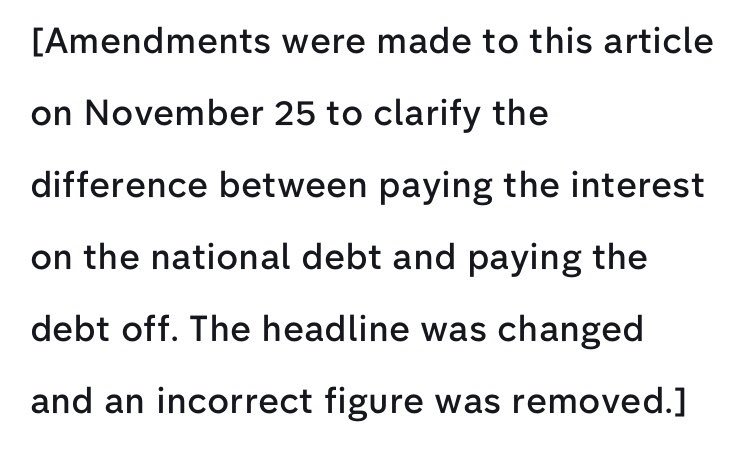 [Amendments were made to this article
on November 25 to clarify the
difference between paying the interest
on the national debt and paying the
debt off. The headline was changed
and an incorrect figure was removed.]